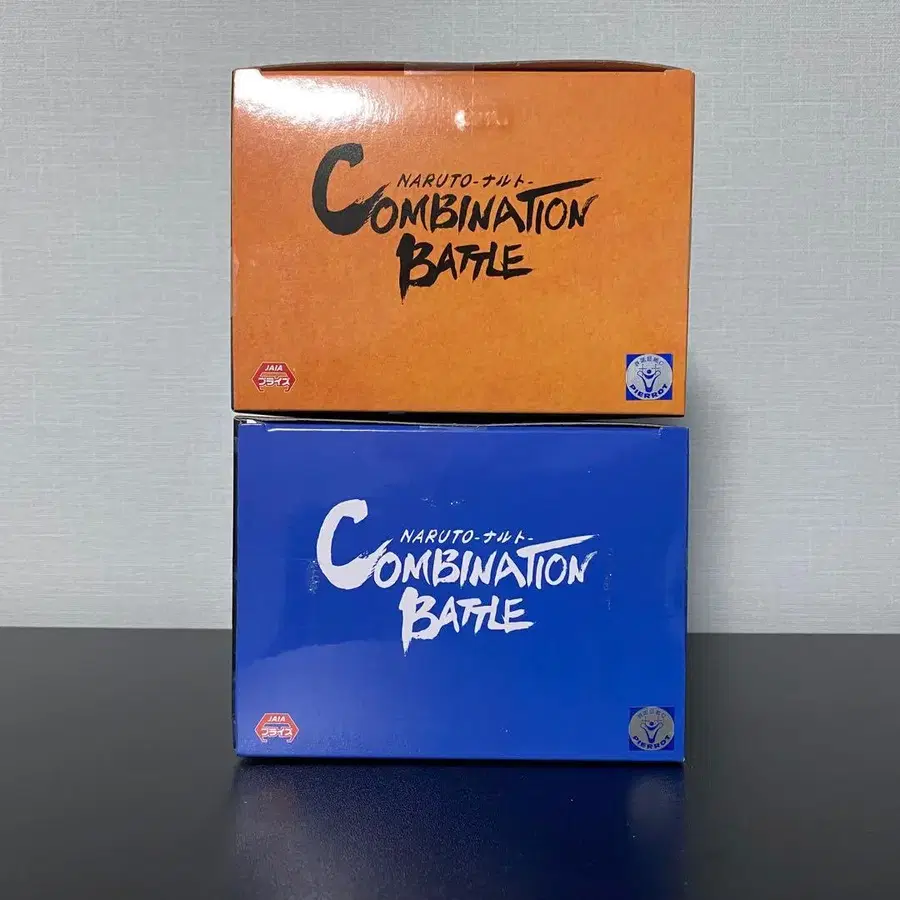 NARUTO-ナルト-
COMBINATION
BATTLE
JAIA
プライズ
PIERROT
NARUTO-ナルト-
COMBINATION
BATTLE
JAIA
プライズ
PIERROT